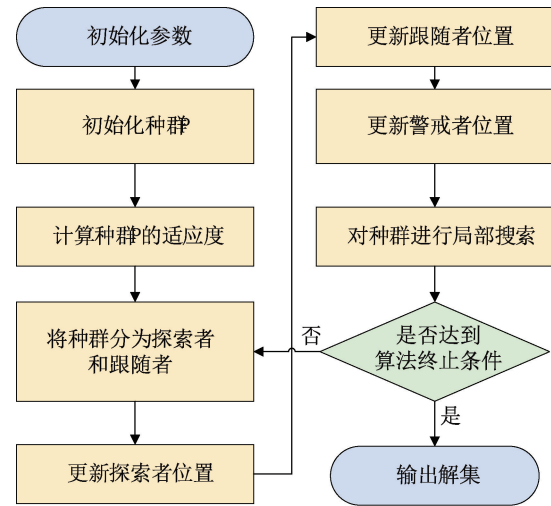 初始化参数
初始化种群P
计算种群P的适应度
将种群分为探索者
和跟随者
更新探索者位置
更新跟随者位置
更新警戒者位置
对种群进行局部搜索
是否达到
算法终止条件
否
是
输出解集